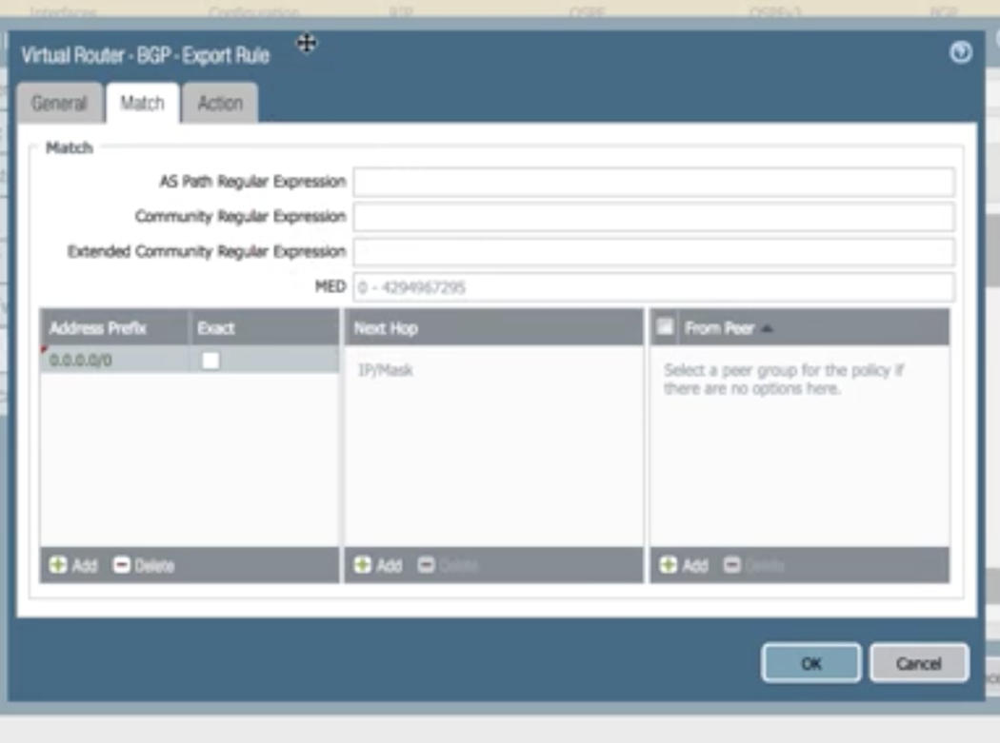 Interfaces Configuration RIP OSPF OSPFv3 BGP
Virtual Router - BGP - Export Rule
General Match Action
Match
AS Path Regular Expression
Community Regular Expression
Extended Community Regular Expression
MED 0 - 4294967295
Address Prefix Exact Next Hop From Peer
0.0.0.0/0
IP/Mask
Select a peer group for the policy if
there are no options here.
Add Delete Add Delete Add Delete
OK Cancel